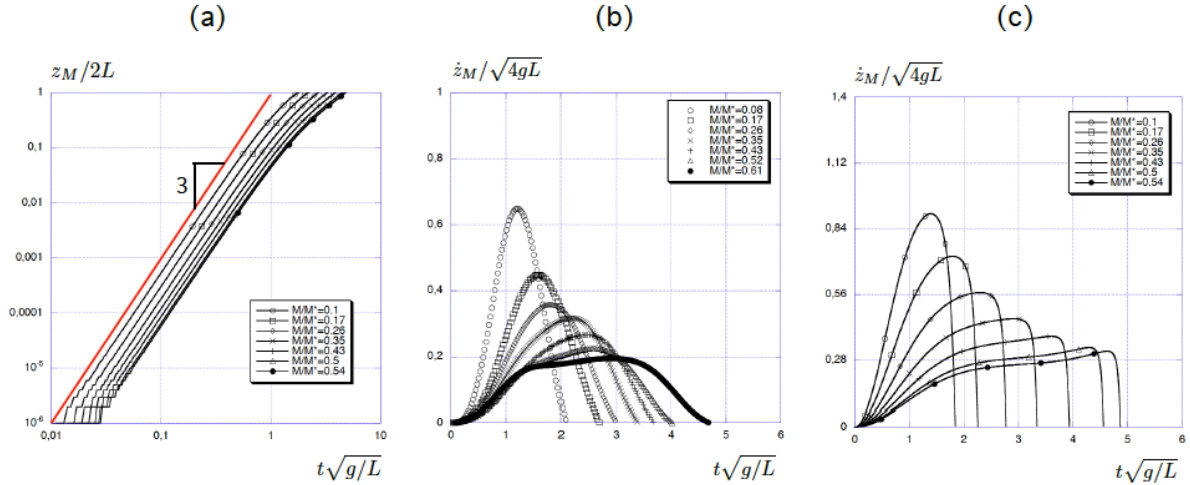 (a)
z_M/2L
1
0,1
0,01
0,001
0,0001
10^-5
10^-6
0,01
0,1
1
10
3
M/M*=0.1
M/M*=0.17
M/M*=0.26
M/M*=0.35
M/M*=0.43
M/M*=0.5
M/M*=0.54
t√g/L
(b)
ż_M/√4gL
1
0,8
0,6
0,4
0,2
0
0
1
2
3
4
5
6
M/M*=0.08
M/M*=0.17
M/M*=0.26
M/M*=0.35
M/M*=0.43
M/M*=0.52
M/M*=0.61
t√g/L
(c)
ż_M/√4gL
1,4
1,12
0,84
0,56
0,28
0
0
1
2
3
4
5
6
M/M*=0.1
M/M*=0.17
M/M*=0.26
M/M*=0.35
M/M*=0.43
M/M*=0.5
M/M*=0.54
t√g/L